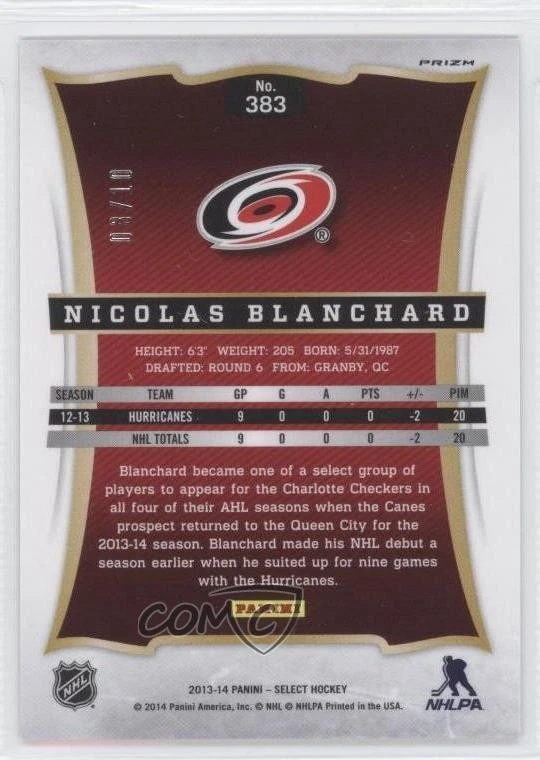 PRIZM
No.
383
03/10
®
NICOLAS BLANCHARD
HEIGHT: 6'3" WEIGHT: 205 BORN: 5/31/1987
DRAFTED: ROUND 6 FROM: GRANBY, QC
SEASON TEAM GP G A PTS +/- PIM
12-13 HURRICANES 9 0 0 0 -2 20
NHL TOTALS 9 0 0 0 -2 20
Blanchard became one of a select group of
players to appear for the Charlotte Checkers in
all four of their AHL seasons when the Canes
prospect returned to the Queen City for the
2013-14 season. Blanchard made his NHL debut a
season earlier when he suited up for nine games
with the Hurricanes.
PANINI
COMC
NHL
2013-14 PANINI – SELECT HOCKEY
© 2014 Panini America, Inc. © NHL © NHLPA Printed in the USA.
NHLPA